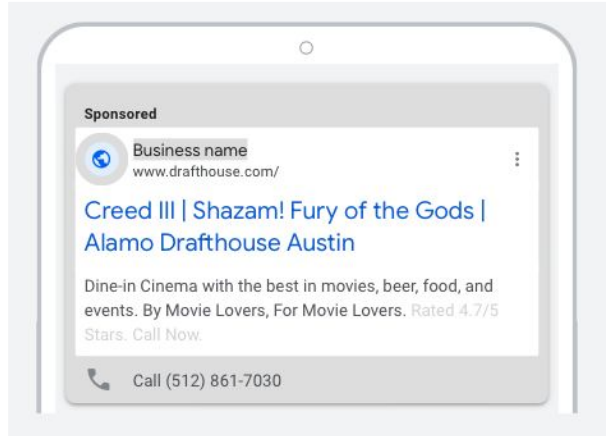 Sponsored
Business name
www.drafthouse.com/
Creed III | Shazam! Fury of the Gods |
Alamo Drafthouse Austin
Dine-in Cinema with the best in movies, beer, food, and
events. By Movie Lovers, For Movie Lovers. Rated 4.7/5
Stars. Call Now.
Call (512) 861-7030